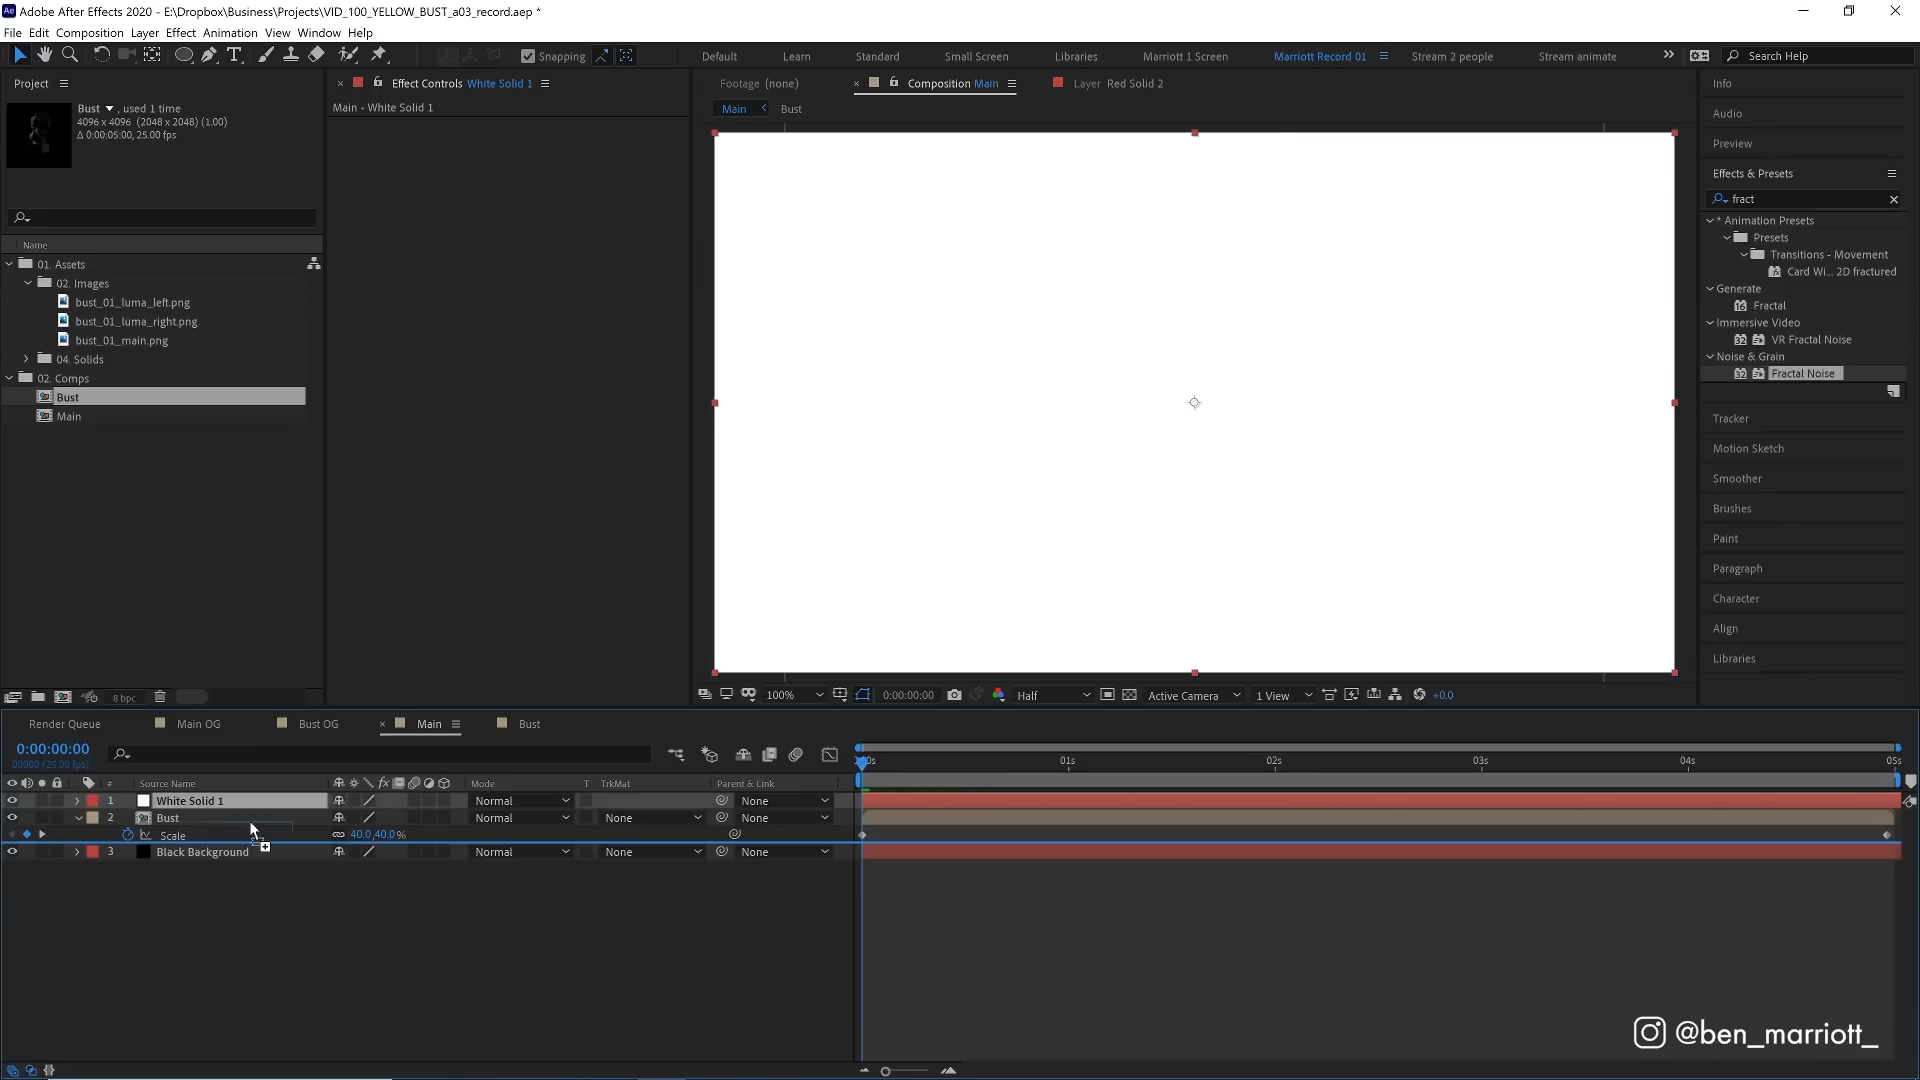 Adobe After Effects 2020 - E:\Dropbox\Business\Projects\VID_100_YELLOW_BUST_a03_record.aep *
File Edit Composition Layer Effect Animation View Window Help
Snapping
Default Learn Standard Small Screen Libraries Marriott 1 Screen Marriott Record 01 Stream 2 people Stream animate Search Help
Project
Effect Controls White Solid 1
Footage (none)
Composition Main
Layer Red Solid 2
Info
Bust , used 1 time
4096 x 4096 (2048 x 2048) (1.00)
Δ 0:00:05:00, 25.00 fps
Main • White Solid 1
Main Bust
Audio
Preview
Effects & Presets
fract
* Animation Presets
Presets
Transitions - Movement
Card Wi... 2D fractured
Generate
Fractal
Immersive Video
VR Fractal Noise
Noise & Grain
Fractal Noise
Name
01. Assets
02. Images
bust_01_luma_left.png
bust_01_luma_right.png
bust_01_main.png
04. Solids
02. Comps
Bust
Main
Tracker
Motion Sketch
Smoother
Brushes
Paint
Paragraph
Character
Align
Libraries
8 bpc
100% 0:00:00:00 Half Active Camera 1 View +0.0
Render Queue Main OG Bust OG Main Bust
0:00:00:00
00000 (25.00 fps)
# Source Name Mode T TrkMat Parent & Link
01s 02s 03s 04s 05s
1 White Solid 1 Normal None
2 Bust Normal None None
Scale 40.0,40.0%
3 Black Background Normal None None
@ben_marriott_